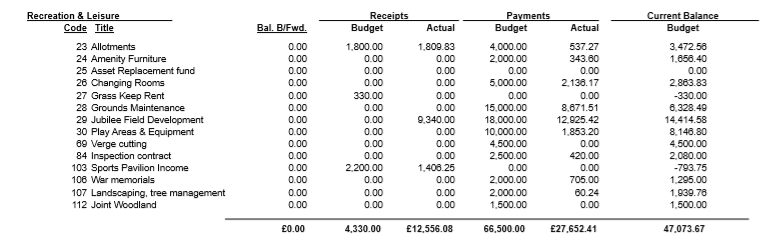 Recreation & Leisure Receipts Payments Current Balance
Code Title Bal. B/Fwd. Budget Actual Budget Actual Budget
23 Allotments 0.00 1,800.00 1,809.83 4,000.00 537.27 3,472.56
24 Amenity Furniture 0.00 0.00 0.00 2,000.00 343.60 1,656.40
25 Asset Replacement fund 0.00 0.00 0.00 0.00 0.00 0.00
26 Changing Rooms 0.00 0.00 0.00 5,000.00 2,136.17 2,863.83
27 Grass Keep Rent 0.00 330.00 0.00 0.00 0.00 -330.00
28 Grounds Maintenance 0.00 0.00 0.00 15,000.00 8,671.51 6,328.49
29 Jubilee Field Development 0.00 0.00 9,340.00 18,000.00 12,925.42 14,414.58
30 Play Areas & Equipment 0.00 0.00 0.00 10,000.00 1,853.20 8,146.80
69 Verge cutting 0.00 0.00 0.00 4,500.00 0.00 4,500.00
84 Inspection contract 0.00 0.00 0.00 2,500.00 420.00 2,080.00
103 Sports Pavilion Income 0.00 2,200.00 1,406.25 0.00 0.00 -793.75
106 War memorials 0.00 0.00 0.00 2,000.00 705.00 1,295.00
107 Landscaping, tree management 0.00 0.00 0.00 2,000.00 60.24 1,939.76
112 Joint Woodland 0.00 0.00 0.00 1,500.00 0.00 1,500.00
£0.00 4,330.00 £12,556.08 66,500.00 £27,652.41 47,073.67